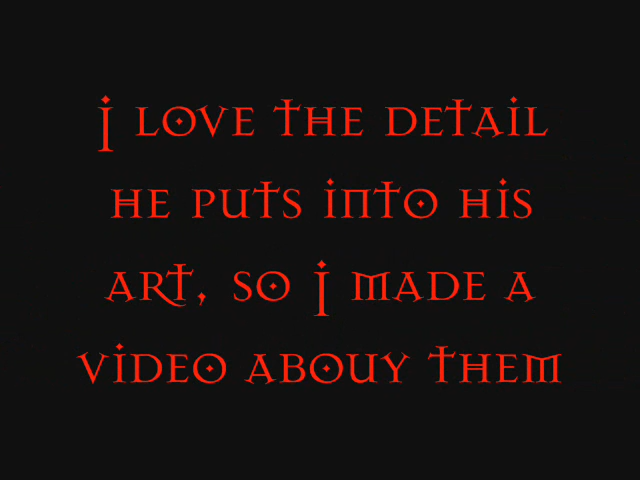 I LOVE THE DETAIL
HE PUTS INTO HIS
ART, SO I MADE A
VIDEO ABOUY THEM